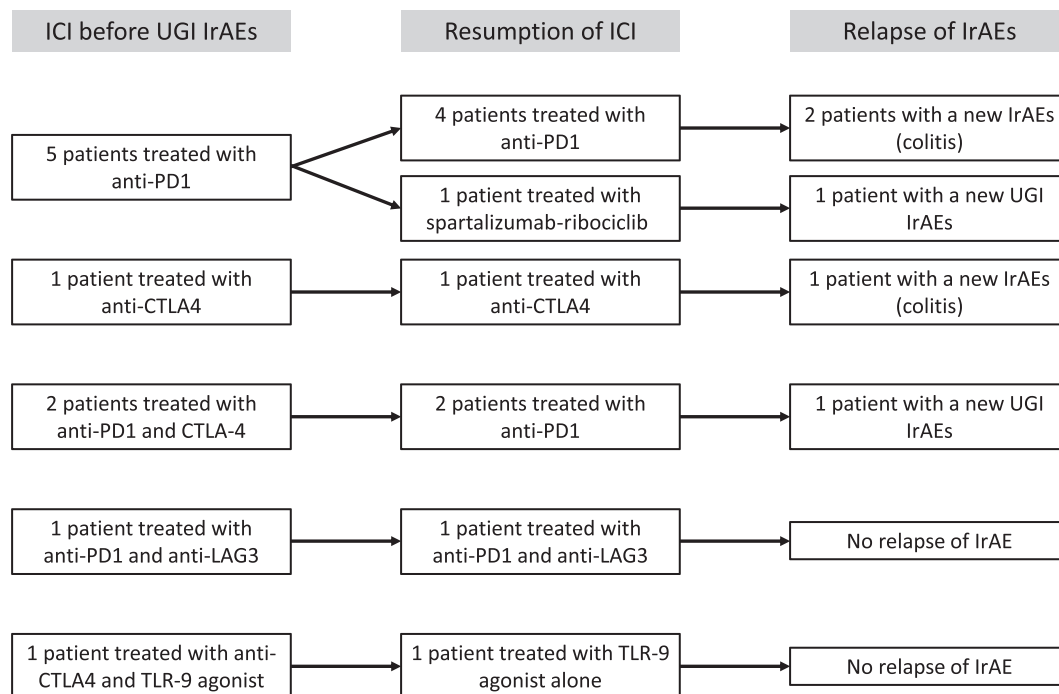 ICI before UGI IrAEs
Resumption of ICI
Relapse of IrAEs
5 patients treated with
anti-PD1
4 patients treated with
anti-PD1
2 patients with a new IrAEs
(colitis)
1 patient treated with
spartalizumab-ribociclib
1 patient with a new UGI
IrAEs
1 patient treated with
anti-CTLA4
1 patient treated with
anti-CTLA4
1 patient with a new IrAEs
(colitis)
2 patients treated with
anti-PD1 and CTLA-4
2 patients treated with
anti-PD1
1 patient with a new UGI
IrAEs
1 patient treated with
anti-PD1 and anti-LAG3
1 patient treated with
anti-PD1 and anti-LAG3
No relapse of IrAE
1 patient treated with anti-
CTLA4 and TLR-9 agonist
1 patient treated with TLR-9
agonist alone
No relapse of IrAE